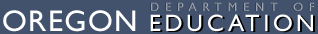 OREGON DEPARTMENT OF
EDUCATION